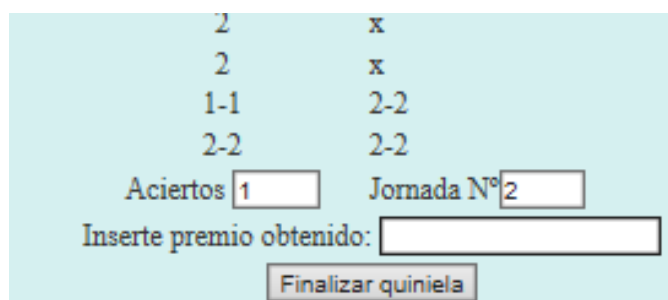 2 x
2 x
1-1 2-2
2-2 2-2
Aciertos 1 Jornada Nº 2
Inserte premio obtenido:
Finalizar quiniela